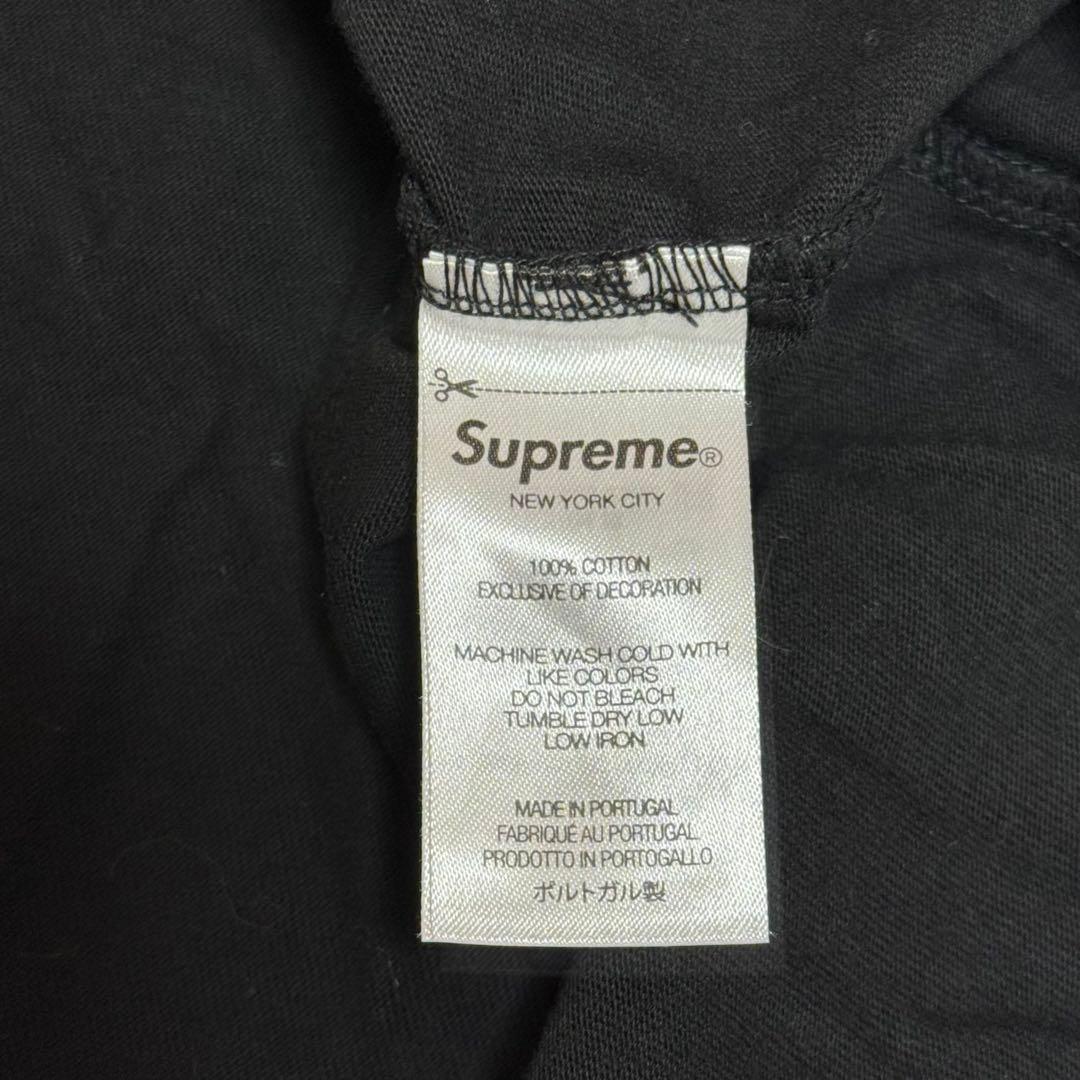 Supreme®
NEW YORK CITY
100% COTTON
EXCLUSIVE OF DECORATION
MACHINE WASH COLD WITH
LIKE COLORS
DO NOT BLEACH
TUMBLE DRY LOW
LOW IRON
MADE IN PORTUGAL
FABRIQUÉ AU PORTUGAL
PRODOTTO IN PORTOGALLO
ポルトガル製